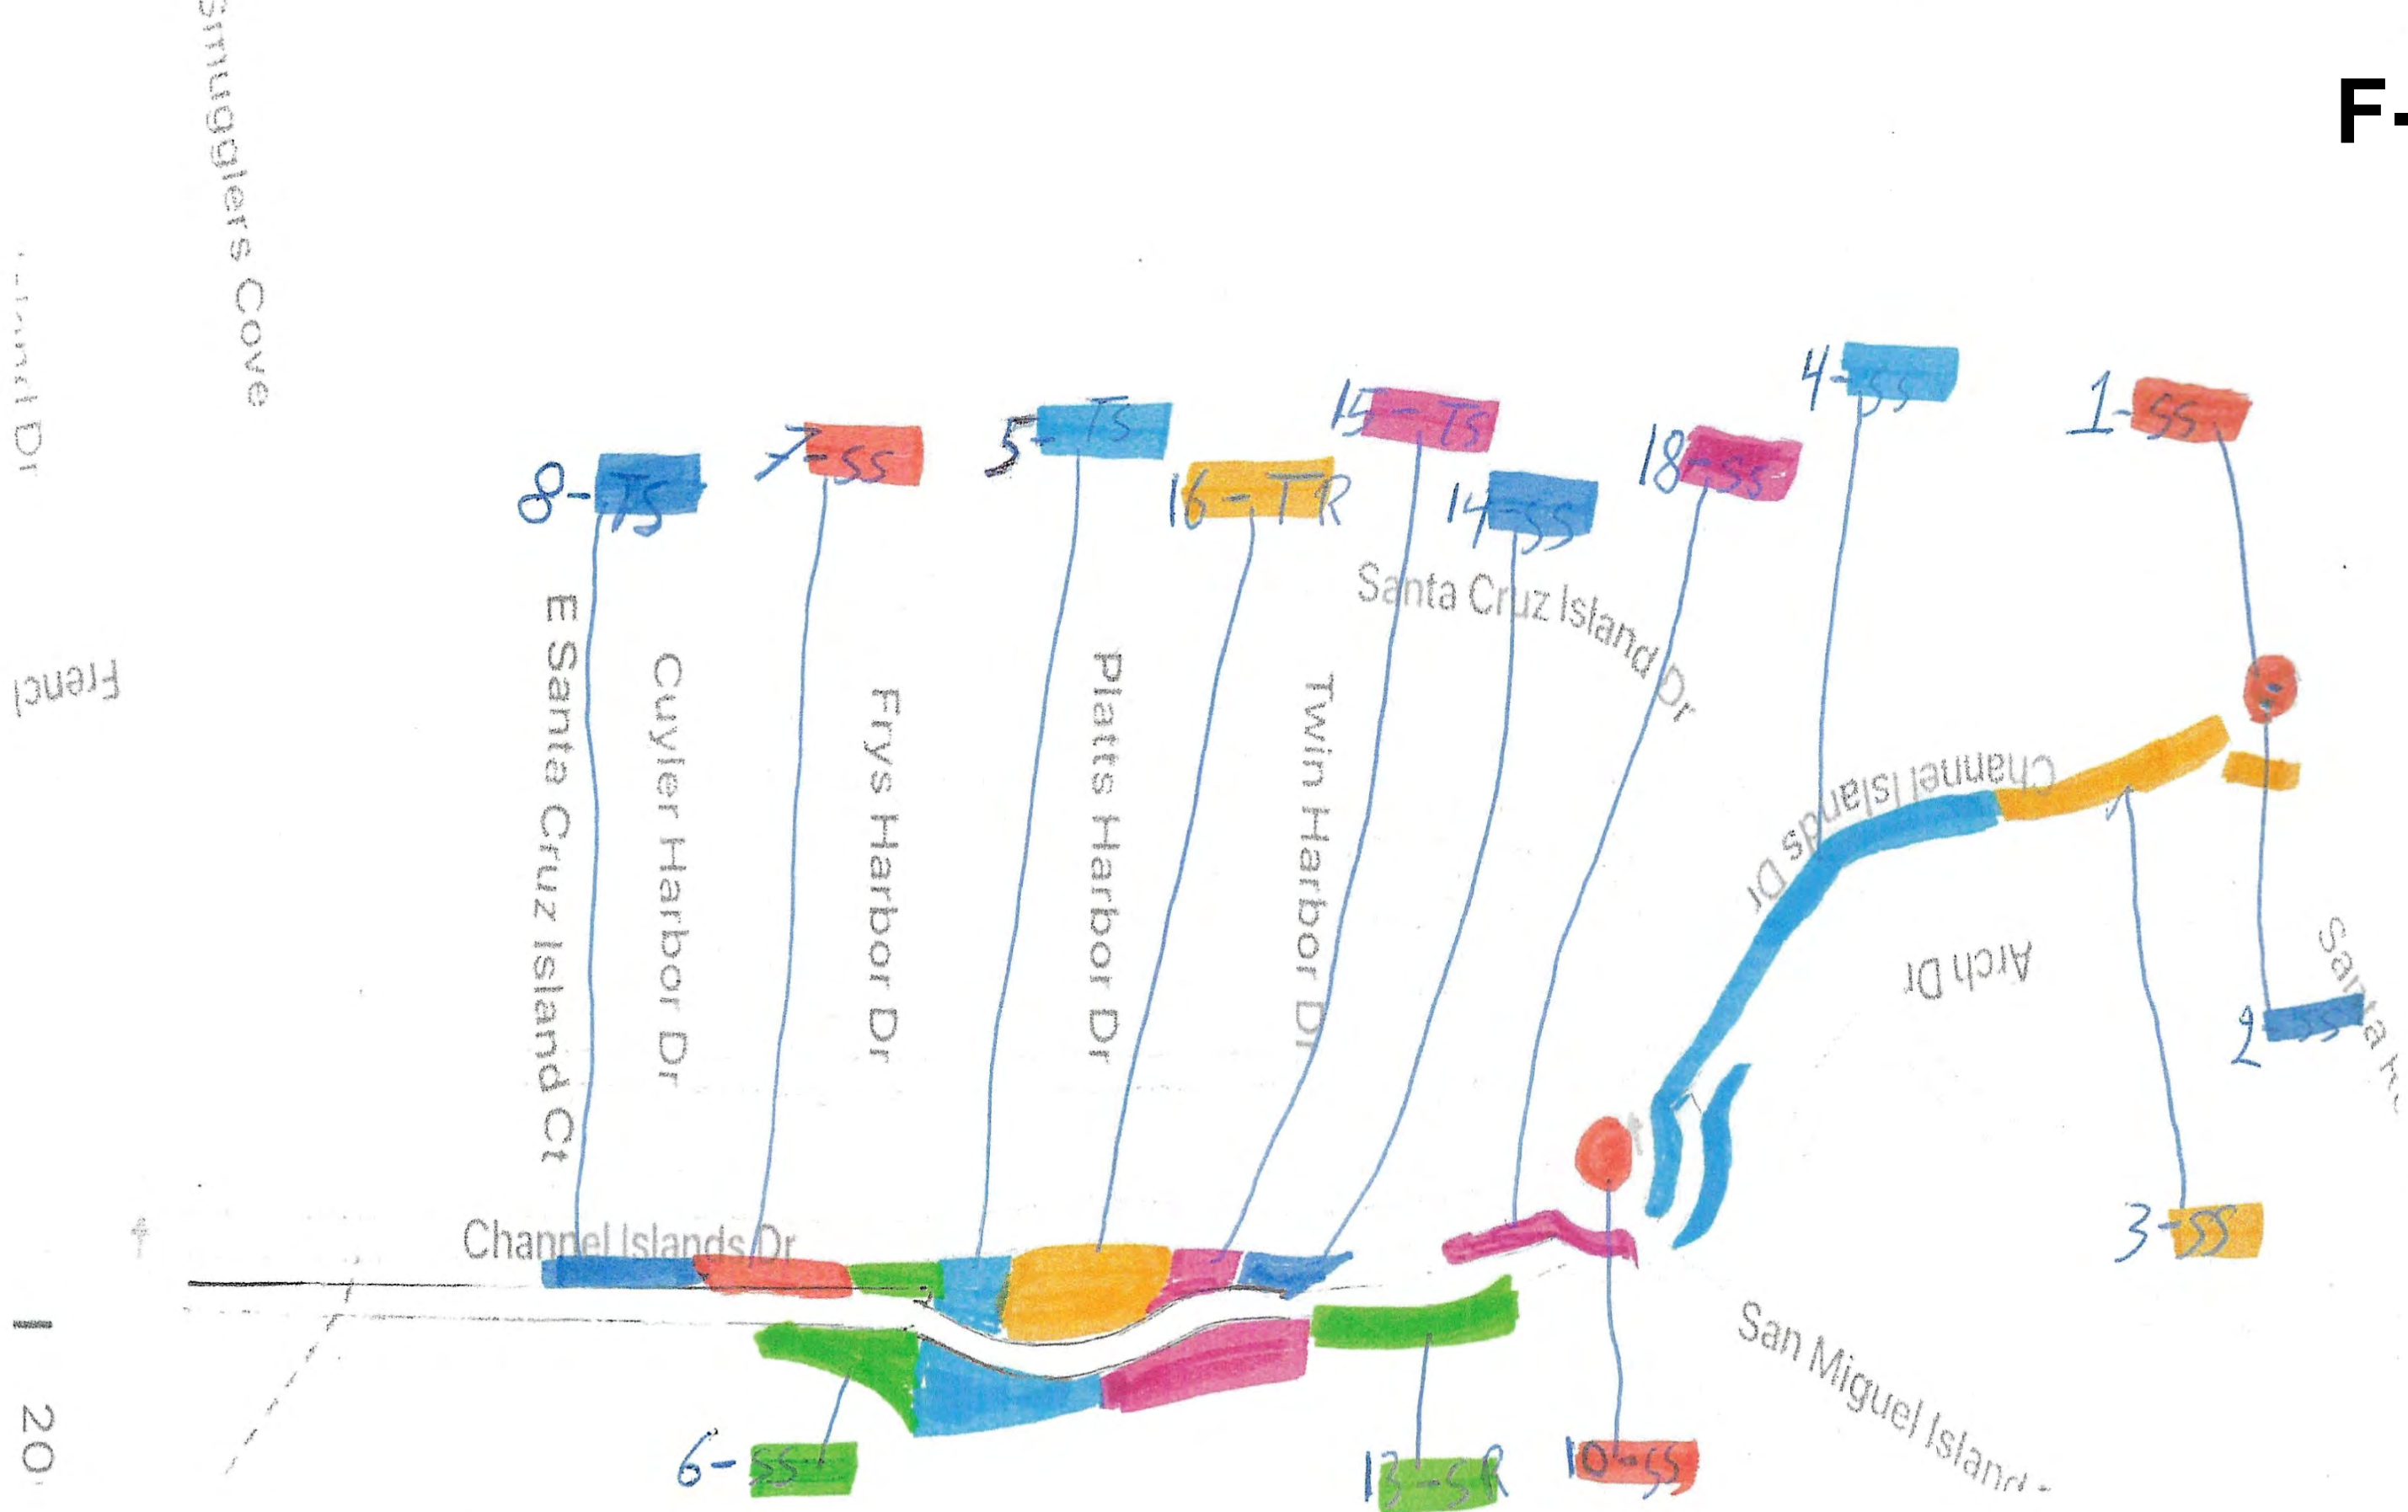 F-
Smugglers Cove
Frencl
4-SS
1-SS
15-TS
5-TS
7-SS
18-SS
8-TS
16-TR
14-SS
Santa Cruz Island Dr
E Santa Cruz Island Ct
Cuyler Harbor Dr
Frys Harbor Dr
Platts Harbor Dr
Twin Harbor Dr
Channel Islands Dr
Arch Dr
Santa
2 SS
3-SS
Channel Islands Dr
San Miguel Island
20
6-SS
13-SR
10-SS